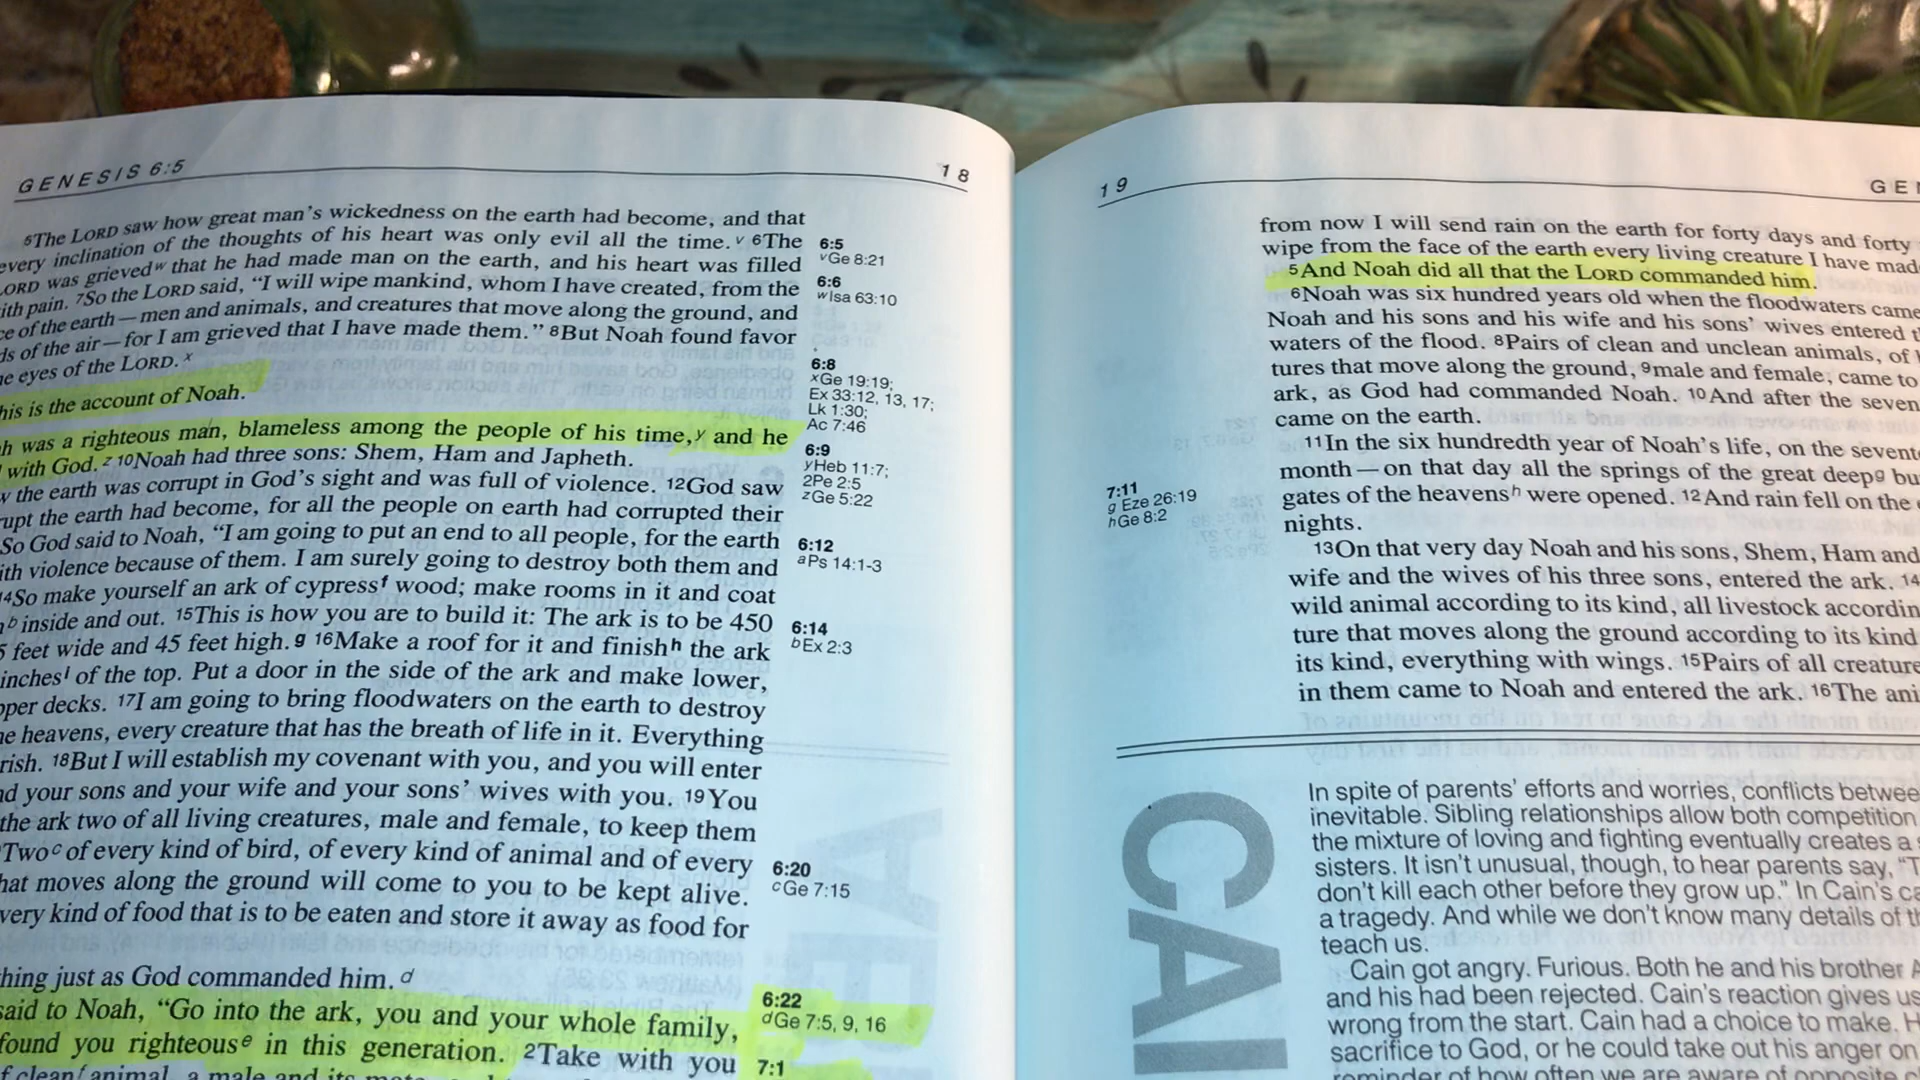 GENESIS 6:5
18
5The LORD saw how great man's wickedness on the earth had become, and that
every inclination of the thoughts of his heart was only evil all the time. v 6The
LORD was grievedw that he had made man on the earth, and his heart was filled
with pain. 7So the LORD said, “I will wipe mankind, whom I have created, from the
ce of the earth — men and animals, and creatures that move along the ground, and
ds of the air — for I am grieved that I have made them.” 8But Noah found favor
he eyes of the LORD. x
his is the account of Noah.
h was a righteous man, blameless among the people of his time,y and he
with God. z 10Noah had three sons: Shem, Ham and Japheth.
w the earth was corrupt in God's sight and was full of violence. 12God saw
rupt the earth had become, for all the people on earth had corrupted their
So God said to Noah, “I am going to put an end to all people, for the earth
ith violence because of them. I am surely going to destroy both them and
14So make yourself an ark of cypressf wood; make rooms in it and coat
b inside and out. 15This is how you are to build it: The ark is to be 450
5 feet wide and 45 feet high. g 16Make a roof for it and finishh the ark
inchesi of the top. Put a door in the side of the ark and make lower,
pper decks. 17I am going to bring floodwaters on the earth to destroy
he heavens, every creature that has the breath of life in it. Everything
rish. 18But I will establish my covenant with you, and you will enter
nd your sons and your wife and your sons' wives with you. 19You
the ark two of all living creatures, male and female, to keep them
Twoc of every kind of bird, of every kind of animal and of every
hat moves along the ground will come to you to be kept alive.
very kind of food that is to be eaten and store it away as food for
thing just as God commanded him. d
said to Noah, “Go into the ark, you and your whole family,
found you righteouse in this generation. 2Take with you
f cleanf animal, a male and its
6:5
vGe 8:21
6:6
wIsa 63:10
6:8
xGe 19:19;
Ex 33:12, 13, 17;
Lk 1:30;
Ac 7:46
6:9
yHeb 11:7;
2Pe 2:5
zGe 5:22
6:12
aPs 14:1-3
6:14
bEx 2:3
6:20
cGe 7:15
6:22
dGe 7:5, 9, 16
7:1
19
GEN
from now I will send rain on the earth for forty days and forty
wipe from the face of the earth every living creature I have mad
5And Noah did all that the LORD commanded him.
6Noah was six hundred years old when the floodwaters came
Noah and his sons and his wife and his sons' wives entered t
waters of the flood. 8Pairs of clean and unclean animals, of
tures that move along the ground, 9male and female, came to
ark, as God had commanded Noah. 10And after the seven
came on the earth.
11In the six hundredth year of Noah's life, on the sevent
month — on that day all the springs of the great deepg bu
gates of the heavensh were opened. 12And rain fell on the
nights.
13On that very day Noah and his sons, Shem, Ham and
wife and the wives of his three sons, entered the ark. 14
wild animal according to its kind, all livestock accordin
ture that moves along the ground according to its kind
its kind, everything with wings. 15Pairs of all creature
in them came to Noah and entered the ark. 16The ani
7:11
g Eze 26:19
hGe 8:2
CAI
In spite of parents' efforts and worries, conflicts betwee
inevitable. Sibling relationships allow both competition
the mixture of loving and fighting eventually creates a
sisters. It isn't unusual, though, to hear parents say, “T
don't kill each other before they grow up.” In Cain's ca
a tragedy. And while we don't know many details of th
teach us.
Cain got angry. Furious. Both he and his brother A
and his had been rejected. Cain's reaction gives us
wrong from the start. Cain had a choice to make. H
sacrifice to God, or he could take out his anger on
reminder of how often we are aware of opposite c